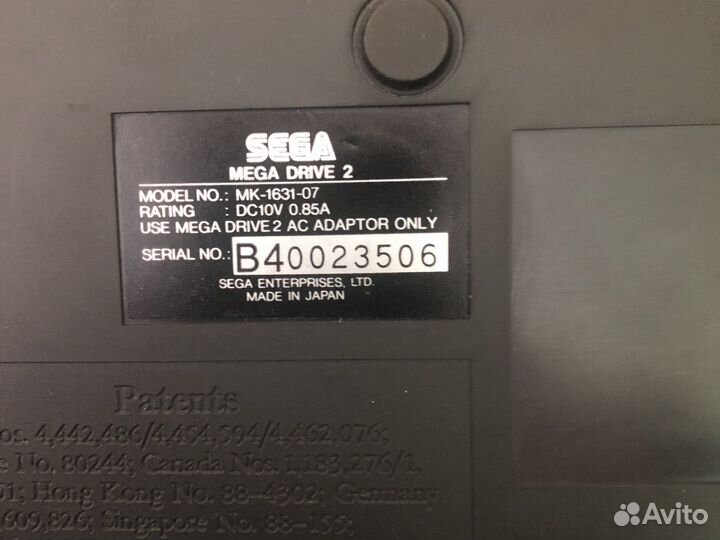 SEGA
MEGA DRIVE 2
MODEL NO. : MK-1631-07
RATING : DC10V 0.85A
USE MEGA DRIVE 2 AC ADAPTOR ONLY
SERIAL NO. : B40023506
SEGA ENTERPRISES, LTD.
MADE IN JAPAN
Patents
os. 4,442,486/4,454,594/4,462,076;
e No. 80244; Canada Nos. 1,183,276/1,
51; Hong Kong No. 88-4302; Germany
,609,826; Singapore No. 88-155;
Avito